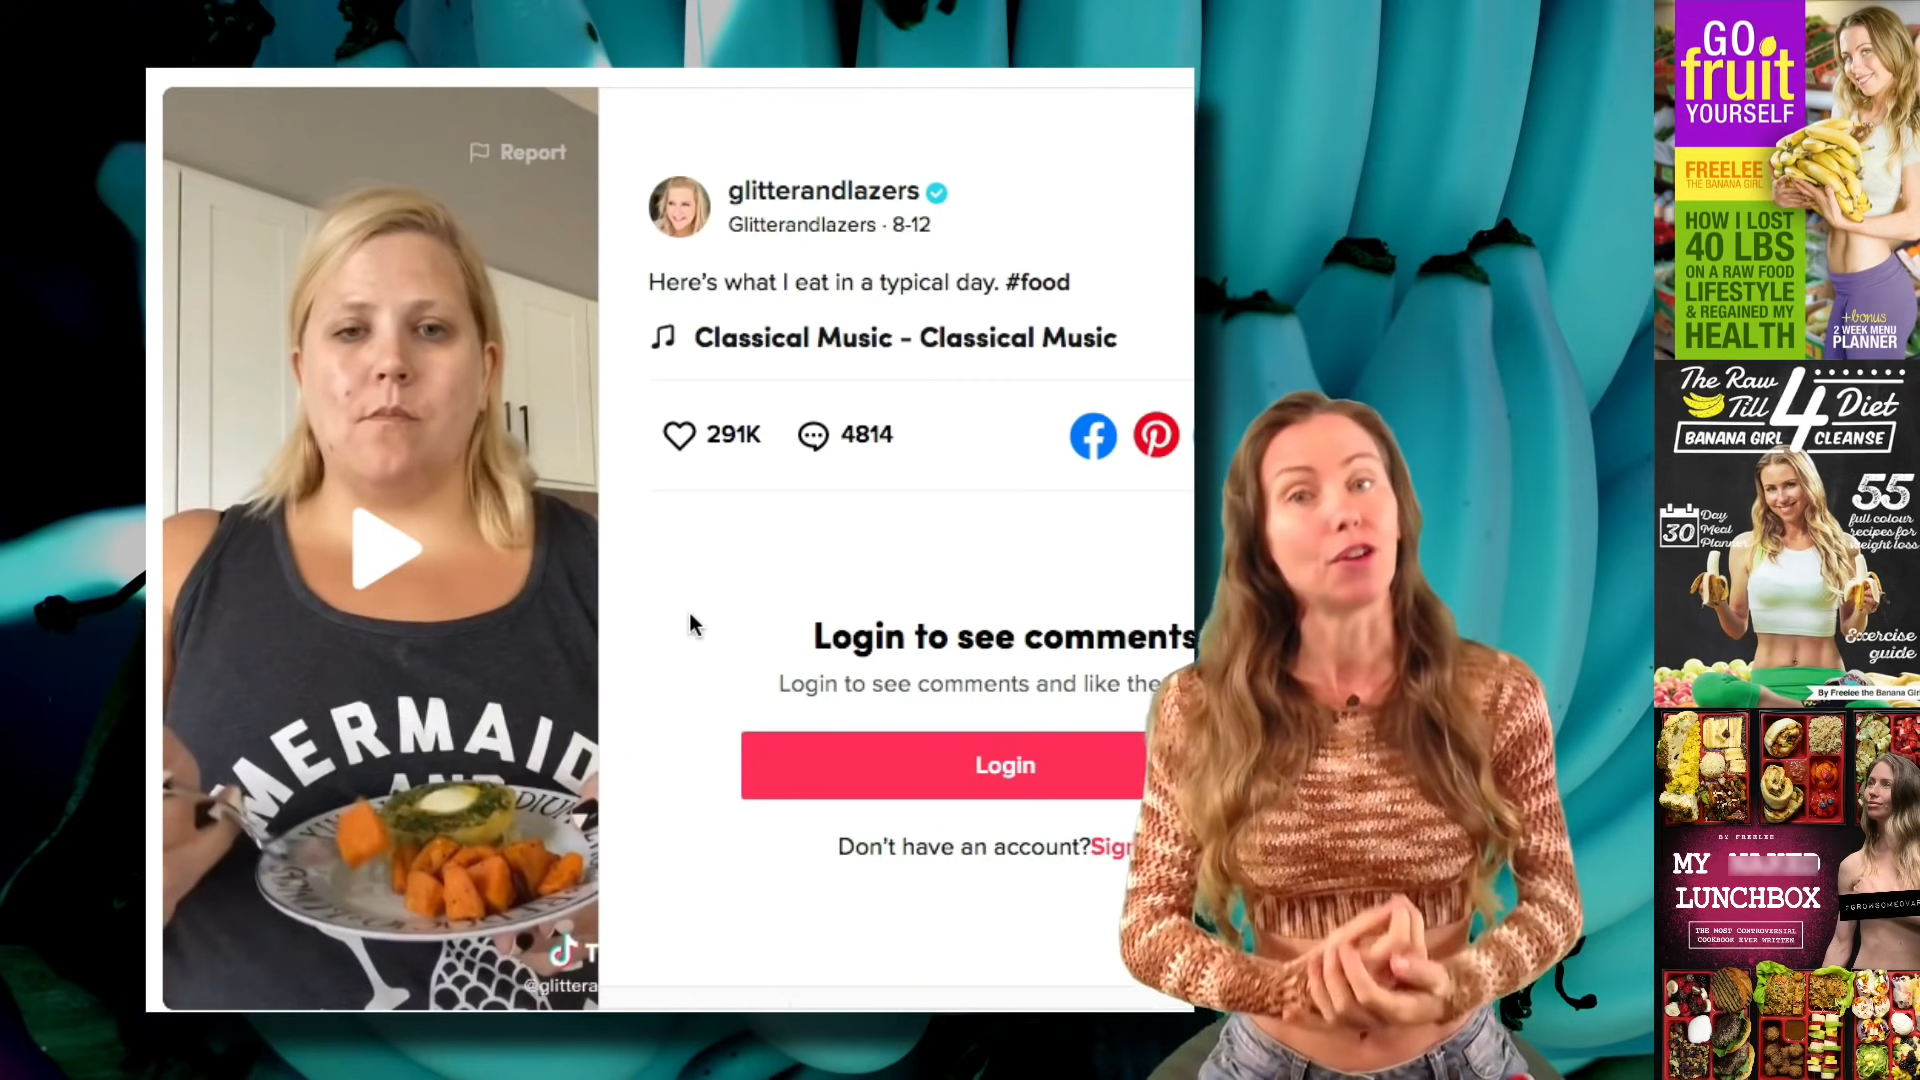 Report
glitterandlazers
Glitterandlazers · 8-12
Here's what I eat in a typical day. #food
Classical Music - Classical Music
291K
4814
Login to see comments
Login to see comments and like the
Login
Don't have an account?
MERMAID
AND
@glittera
GO
fruit
YOURSELF
FREELEE
THE BANANA GIRL
HOW I LOST
40 LBS
ON A RAW FOOD
LIFESTYLE
& REGAINED MY
HEALTH
+bonus
2 WEEK MENU
PLANNER
The Raw
Till 4 Diet
BANANA GIRL CLEANSE
30 Day
Meal
Planner
55
full colour
recipes for
weight loss
Exercise
guide
By Freelee the Banana Gir
BY FREELEE
MY
LUNCHBOX
THE MOST CONTROVERSIAL
COOKBOOK EVER WRITTEN